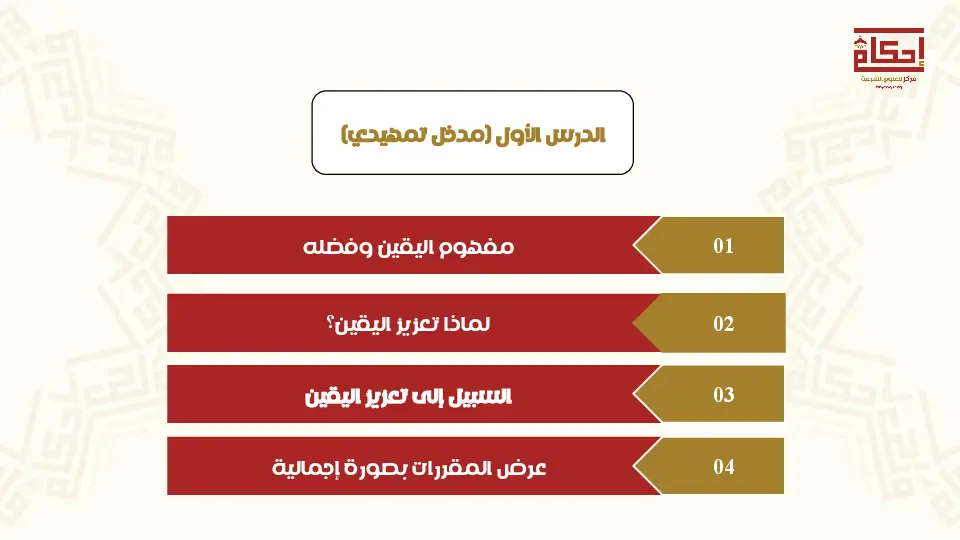 إحكام
مركز للعلوم الشرعية
الدرس الأول (مدخل تمهيدي)
01
مفهوم اليقين وفضله
02
لماذا تعزيز اليقين؟
03
السبيل إلى تعزيز اليقين
04
عرض المقررات بصورة إجمالية